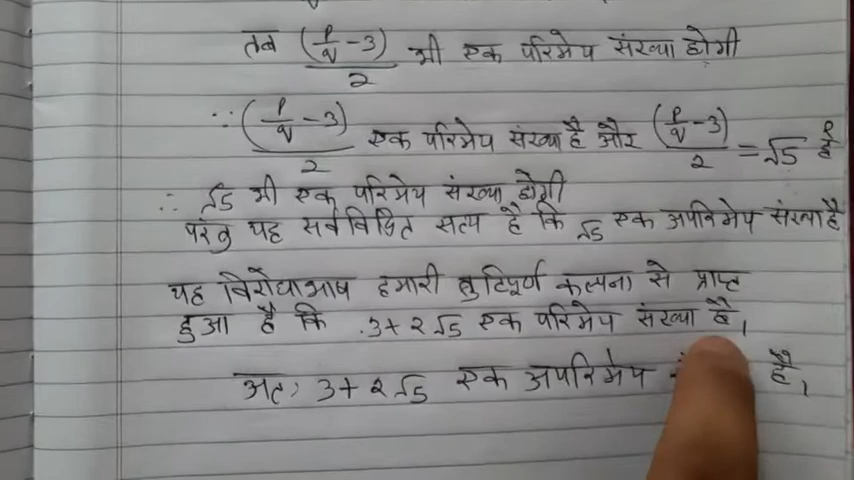 तब (p/q - 3)/2 भी एक परिमेय संख्या होगी
∵ (p/q - 3)/2 एक परिमेय संख्या है और (p/q - 3)/2 = √5 है
∴ √5 भी एक परिमेय संख्या होगी
परंतु यह सर्वविदित सत्य है कि √5 एक अपरिमेय संख्या है
यह विरोधाभाष हमारी त्रुटिपूर्ण कल्पना से प्राप्त
हुआ है कि 3+2√5 एक परिमेय संख्या है।
अतः 3+2√5 एक अपरिमेय है।